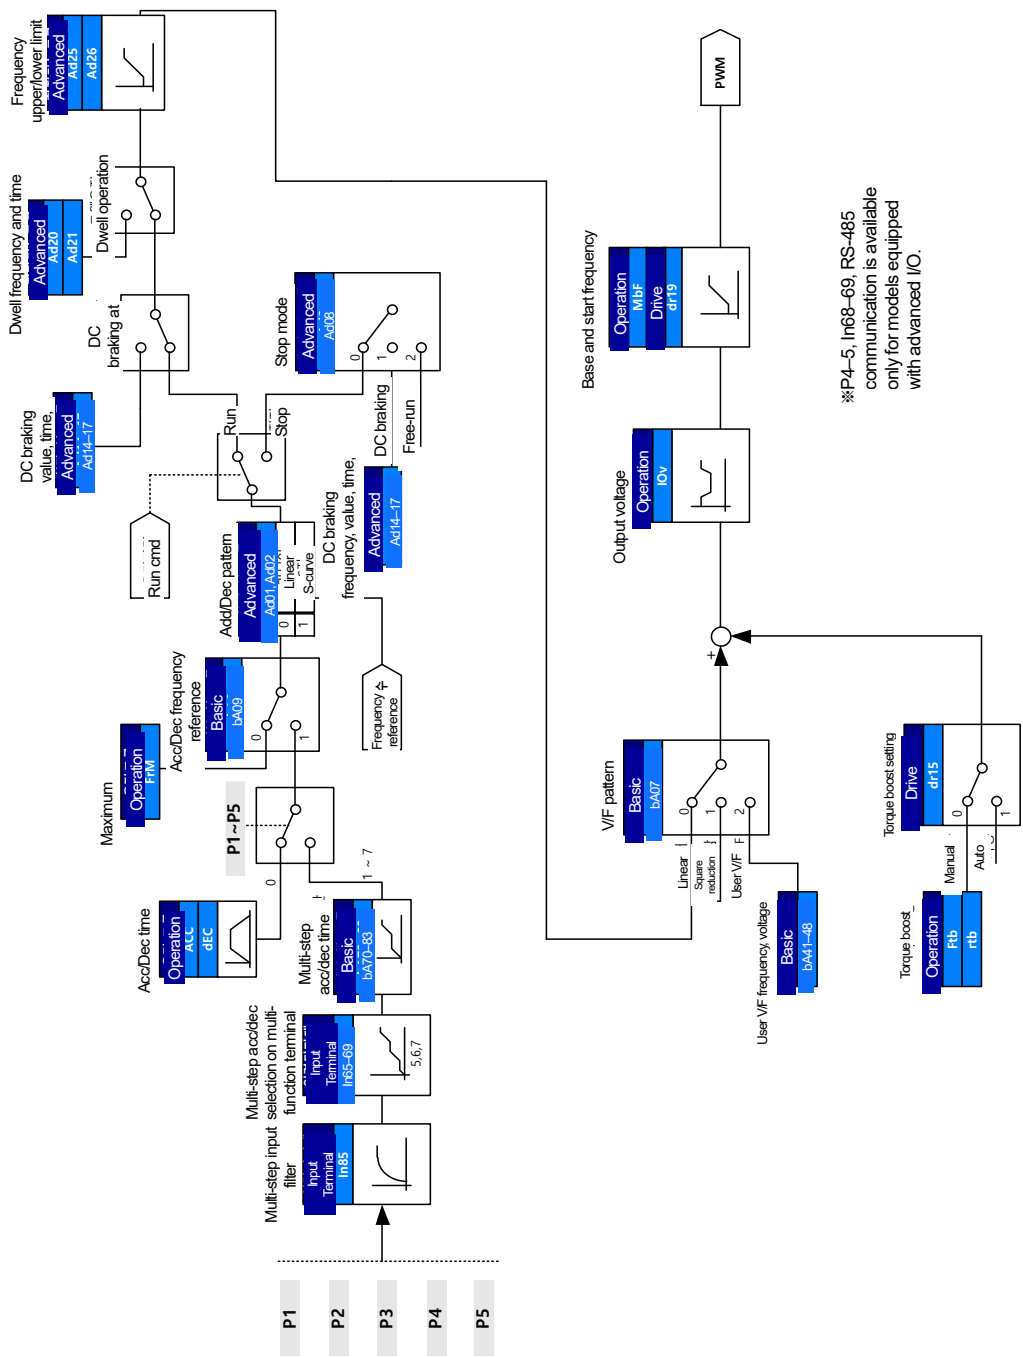 P1
P2
P3
P4
P5
Multi-step input
filter
Input
Terminal
In85
Multi-step acc/dec
selection on multi-
function terminal
Input
Terminal
In65–69
5,6,7
Multi-step
acc/dec time
Basic
bA70–83
1 ~ 7
Acc/Dec time
Operation
ACC
dEC
0
P1 ~ P5
Maximum
Operation
FrM
Acc/Dec frequency
reference
Basic
bA09
0
1
Frequency 수
reference
Add/Dec pattern
Advanced
Ad01, Ad02
0
Linear
1
S-curve
Run cmd
Run
Stop
DC braking
frequency, value, time,
Advanced
Ad14–17
Stop mode
Advanced
Ad08
0
1
2
DC braking
Free-run
DC braking
value, time,
Advanced
Ad14–17
DC
braking at
Dwell frequency and time
Advanced
Ad20
Ad21
Dwell operation
Frequency
upper/lower limit
Advanced
Ad25
Ad26
User V/F frequency, voltage
Basic
bA41–48
V/F pattern
Basic
bA07
0
1
2
Linear
Square
reduction
User V/F
F
Torque boost
Operation
Ftb
rtb
Torque boost setting
Drive
dr15
0
1
Manual
Auto
+
Output voltage
Operation
IOv
Base and start frequency
Operation
MbF
Drive
dr19
PWM
※P4–5, In68–69, RS-485
communication is available
only for models equipped
with advanced I/O.